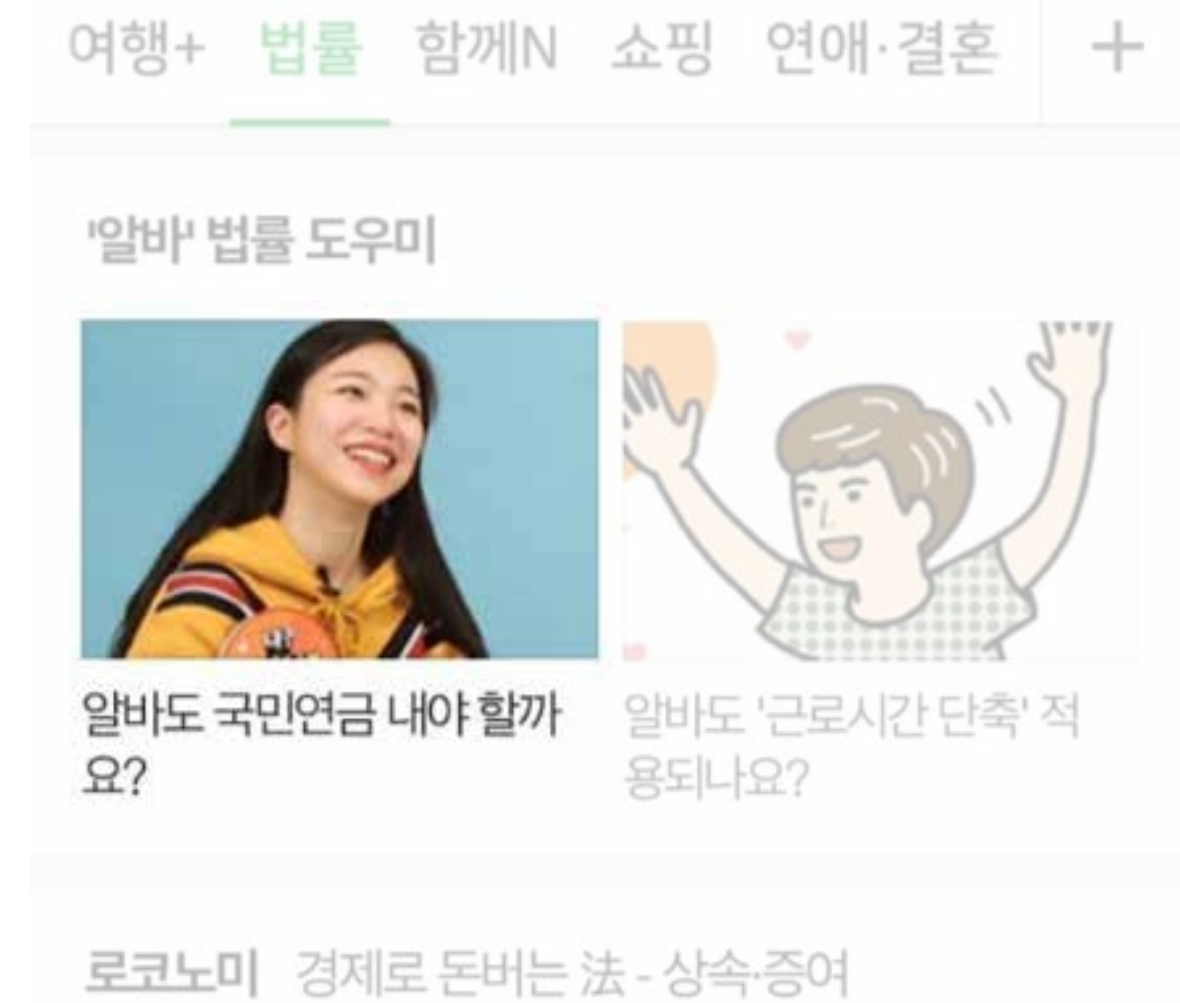 여행+ 법률 함께N 쇼핑 연애·결혼 +
'알바' 법률 도우미
알바도 국민연금 내야 할까
요?
알바도 '근로시간 단축' 적
용되나요?
로코노미 경제로 돈버는 法 - 상속·증여